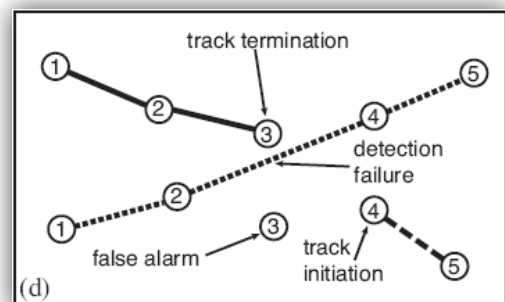 track termination
1
5
2
3
4
detection
failure
2
4
1
3
false alarm
track
initiation
5
(d)